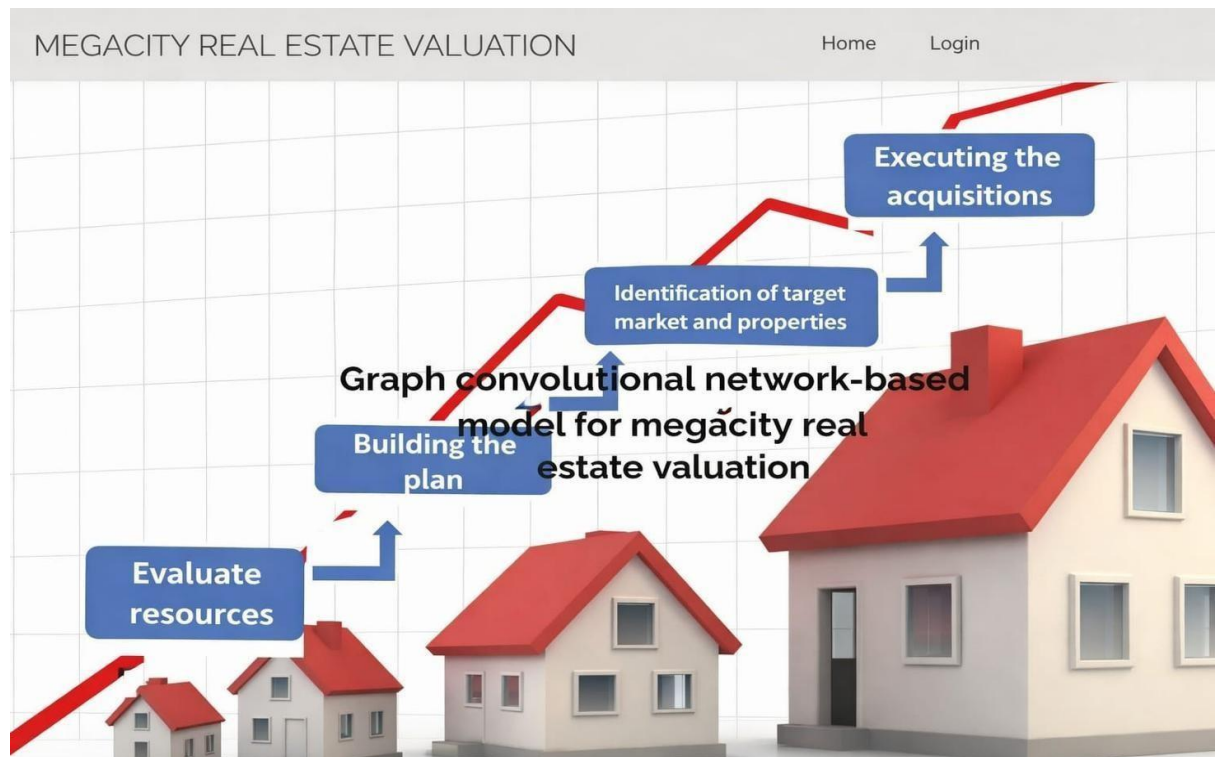 MEGACITY REAL ESTATE VALUATION
Home
Login
Executing the
acquisitions
Identification of target
market and properties
Graph convolutional network-based
model for megacity real
estate valuation
Building the
plan
Evaluate
resources